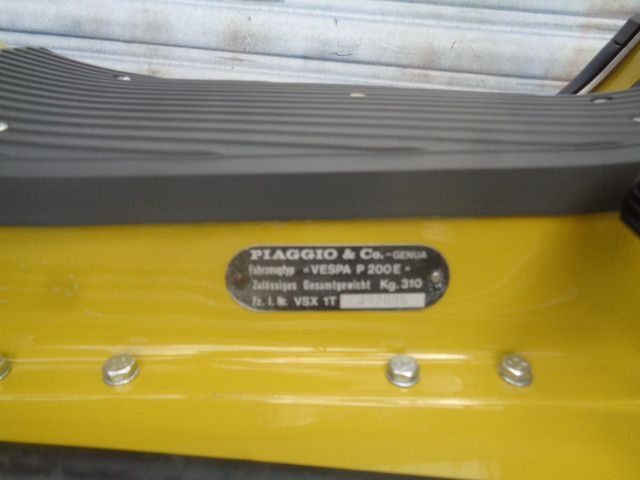 PIAGGIO & Co. - GENUA
Fahrzeugtyp «VESPA P 200 E»
Zulässiges Gesamtgewicht Kg. 310
Fz. I. Nr. VSX 1T